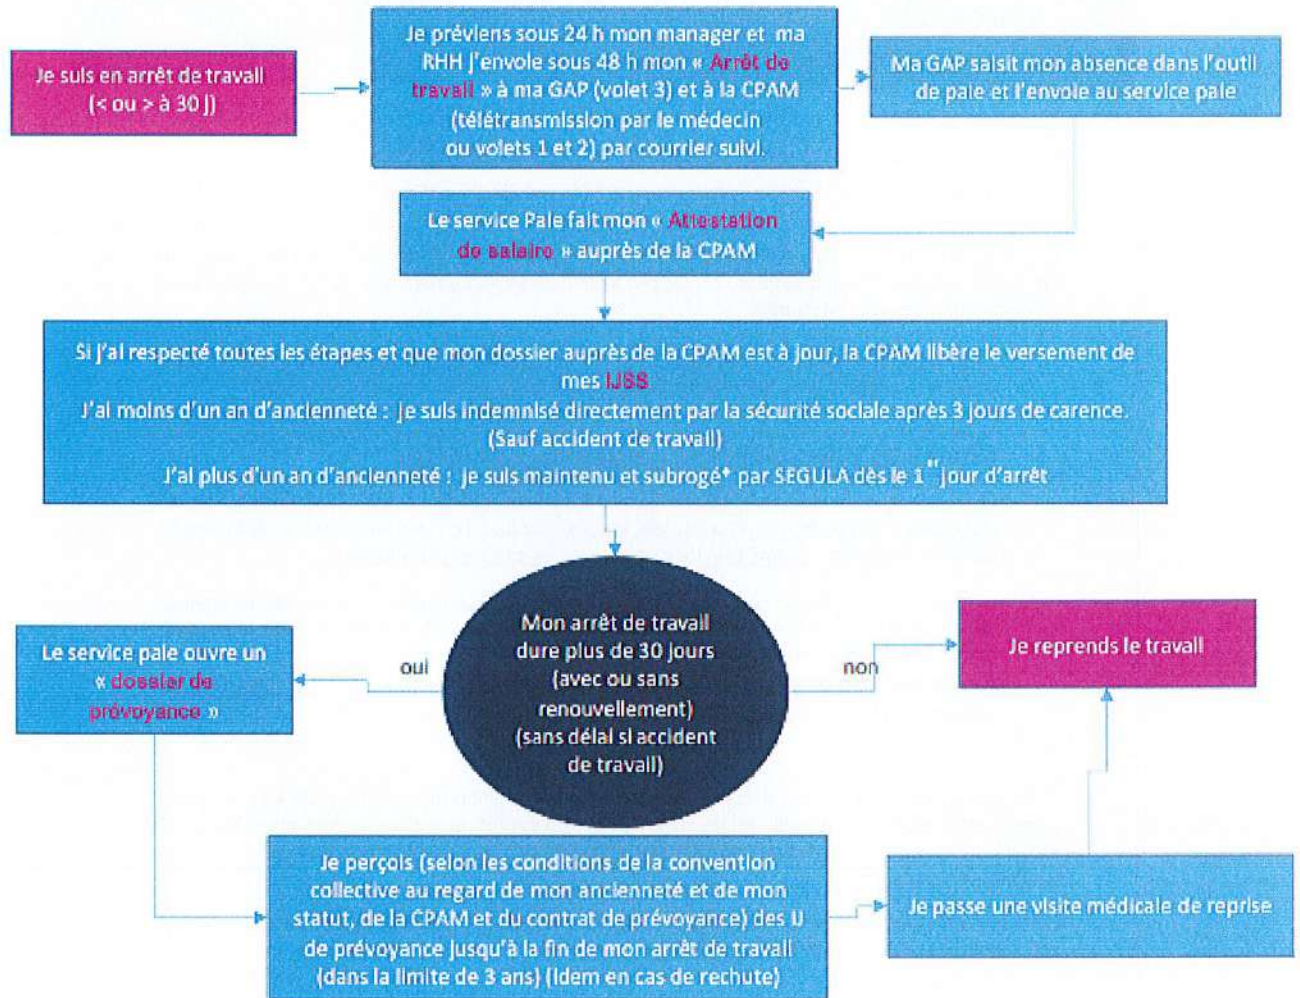 Je suis en arrêt de travail
(< ou > à 30 j)
Je préviens sous 24 h mon manager et ma
RHH j'envoie sous 48 h mon « Arrêt de
travail » à ma GAP (volet 3) et à la CPAM
(télétransmission par le médecin
ou volets 1 et 2) par courrier suivi.
Ma GAP saisit mon absence dans l'outil
de paie et l'envoie au service paie
Le service Paie fait mon « Attestation
de salaire » auprès de la CPAM
Si j'ai respecté toutes les étapes et que mon dossier auprès de la CPAM est à jour, la CPAM libère le versement de
mes IJSS
J'ai moins d'un an d'ancienneté : je suis indemnisé directement par la sécurité sociale après 3 jours de carence.
(Sauf accident de travail)
J'ai plus d'un an d'ancienneté : je suis maintenu et subrogé* par SEGULA dès le 1er jour d'arrêt
Mon arrêt de travail
dure plus de 30 jours
(avec ou sans
renouvellement)
(sans délai si accident
de travail)
oui
non
Je reprends le travail
Le service paie ouvre un
« dossier de
prévoyance »
Je perçois (selon les conditions de la convention
collective au regard de mon ancienneté et de mon
statut, de la CPAM et du contrat de prévoyance) des IJ
de prévoyance jusqu'à la fin de mon arrêt de travail
(dans la limite de 3 ans) (Idem en cas de rechute)
Je passe une visite médicale de reprise